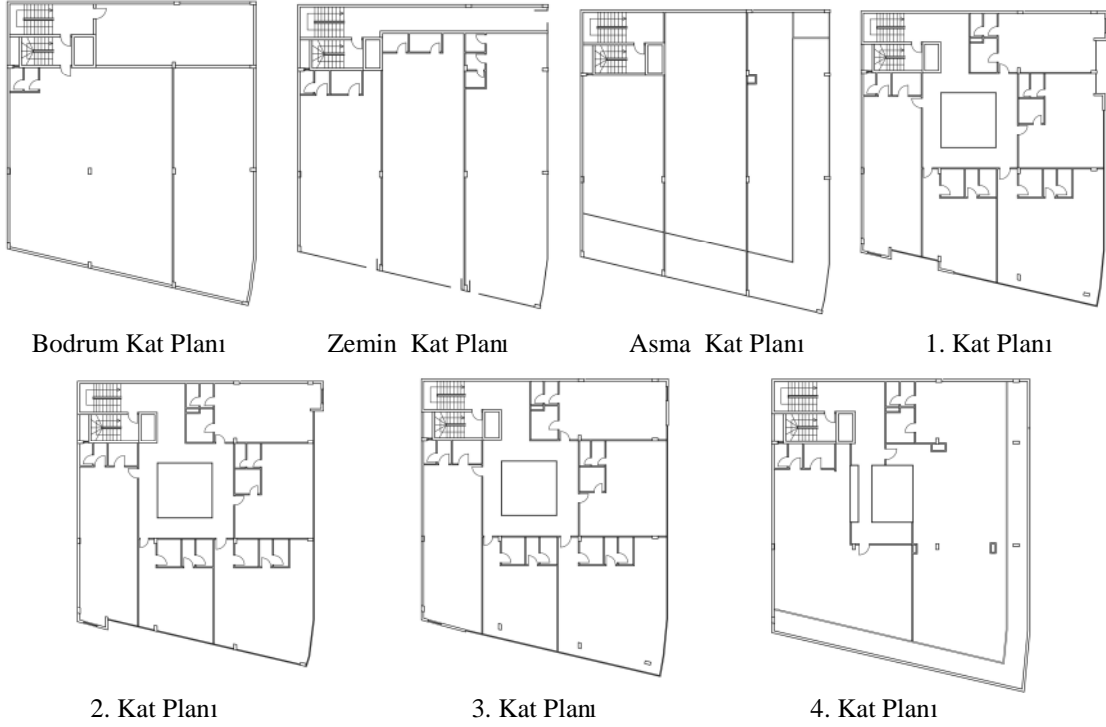 Bodrum Kat Planı
Zemin Kat Planı
Asma Kat Planı
1. Kat Planı
2. Kat Planı
3. Kat Planı
4. Kat Planı